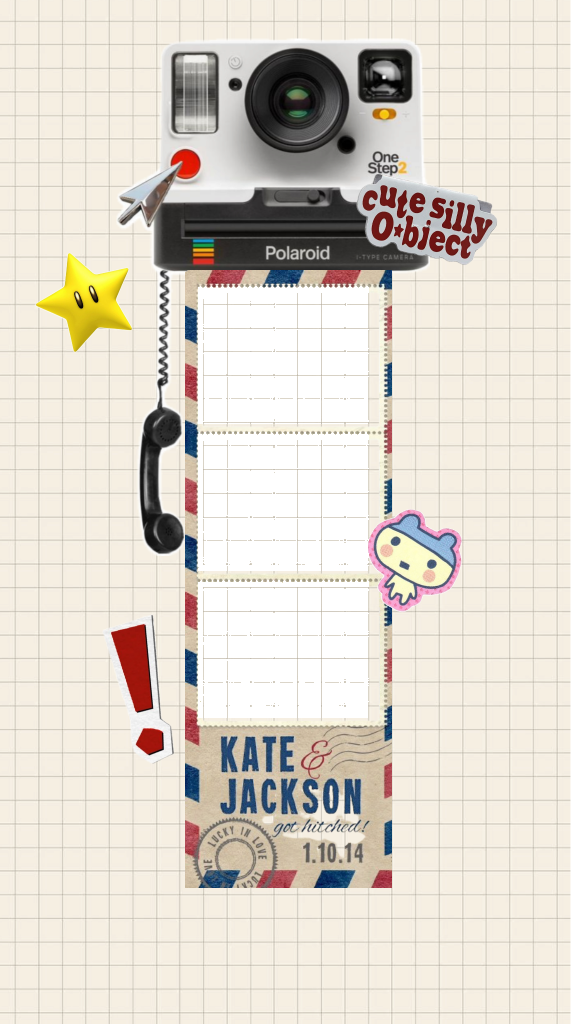 One
Step2
cute silly
O★bject
Polaroid
I-TYPE CAMERA
KATE &
JACKSON
got hitched!
1.10.14
LUCKY IN LOVE